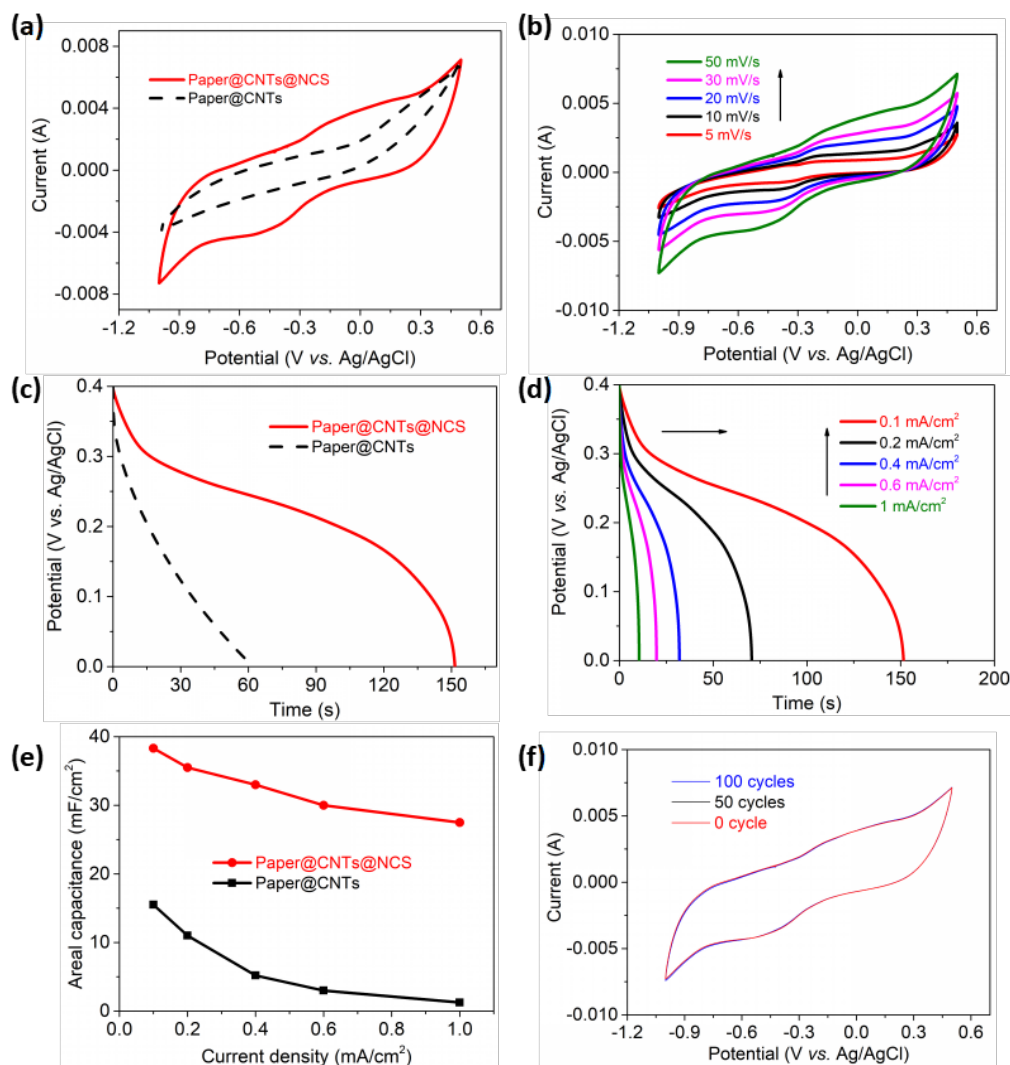 (a)
0.008
0.004
0.000
-0.004
-0.008
Current (A)
Paper@CNTs@NCS
Paper@CNTs
-1.2 -0.9 -0.6 -0.3 0.0 0.3 0.6
Potential (V vs. Ag/AgCl)
(b)
0.010
0.005
0.000
-0.005
-0.010
Current (A)
50 mV/s
30 mV/s
20 mV/s
10 mV/s
5 mV/s
-1.2 -0.9 -0.6 -0.3 0.0 0.3 0.6
Potential (V vs. Ag/AgCl)
(c)
0.4
0.3
0.2
0.1
0.0
Potential (V vs. Ag/AgCl)
Paper@CNTs@NCS
Paper@CNTs
0 30 60 90 120 150
Time (s)
(d)
0.4
0.3
0.2
0.1
0.0
Potential (V vs. Ag/AgCl)
0.1 mA/cm²
0.2 mA/cm²
0.4 mA/cm²
0.6 mA/cm²
1 mA/cm²
0 50 100 150 200
Time (s)
(e)
40
30
20
10
0
Areal capacitance (mF/cm²)
Paper@CNTs@NCS
Paper@CNTs
0.0 0.2 0.4 0.6 0.8 1.0
Current density (mA/cm²)
(f)
0.010
0.005
0.000
-0.005
-0.010
Current (A)
100 cycles
50 cycles
0 cycle
-1.2 -0.9 -0.6 -0.3 0.0 0.3 0.6
Potential (V vs. Ag/AgCl)